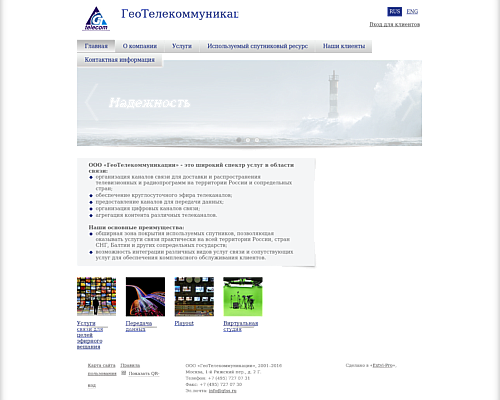 G
telecom
ГеоТелекоммуникац
RUS ENG
Вход для клиентов
Главная
О компании
Услуги
Используемый спутниковый ресурс
Наши клиенты
Контактная информация
Надежность
ООО «ГеоТелекоммуникации» - это широкий спектр услуг в области
связи:
организация каналов связи для доставки и распространения
телевизионных и радиопрограмм на территории России и сопредельных
стран;
обеспечение круглосуточного эфира телеканалов;
предоставление каналов для передачи данных;
организация цифровых каналов связи;
агрегация контента различных телеканалов.
Наши основные преимущества:
обширная зона покрытия используемых спутников, позволяющая
оказывать услуги связи практически на всей территории России, стран
СНГ, Балтии и других сопредельных государств;
возможность интеграции различных видов услуг связи и сопутствующих
услуг для обеспечения комплексного обслуживания клиентов.
Услуги
связи для
целей
эфирного
вещания
Передача
данных
Playout
Виртуальная
студия
Карта сайта Правила
пользования Показать QR-
код
ООО «ГеоТелекоммуникации», 2001-2016
Москва, 1-й Рижский пер., д. 2 Г.
Телефон: +7 (495) 727 07 31
Факс: +7 (495) 727 07 30
Эл. почта: info@gtss.ru
Сделано в «Extyl-Pro».